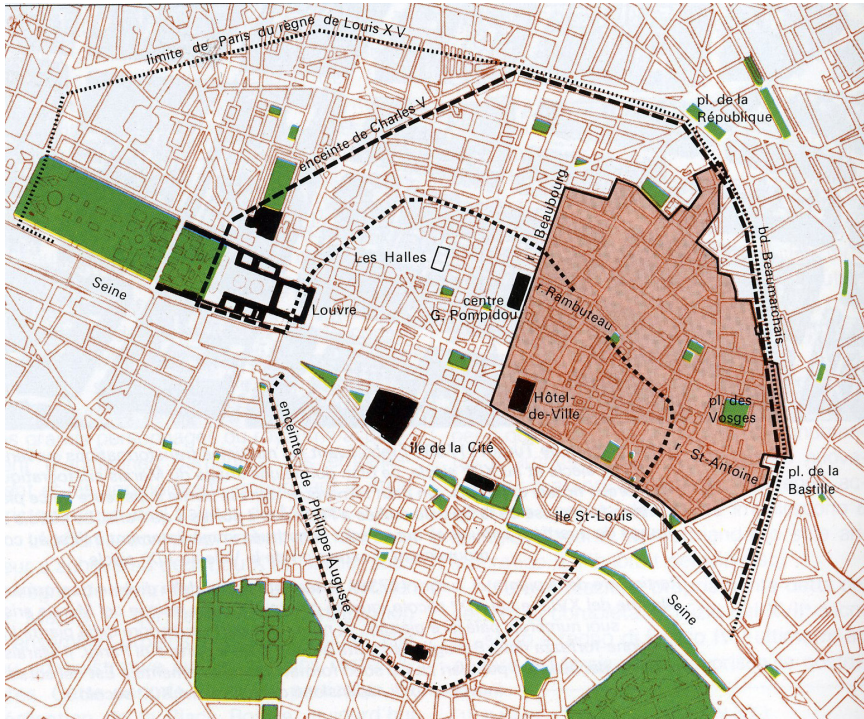 limite de Paris du règne de Louis XV
enceinte de Charles V
pl. de la
République
r. Beaubourg
bd Beaumarchais
Les Halles
Seine
Louvre
centre
G. Pompidou
r. Rambuteau
Hôtel-
de-Ville
pl. des
Vosges
enceinte de Philippe-Auguste
île de la Cité
r. St-Antoine
pl. de la
Bastille
île St-Louis
Seine